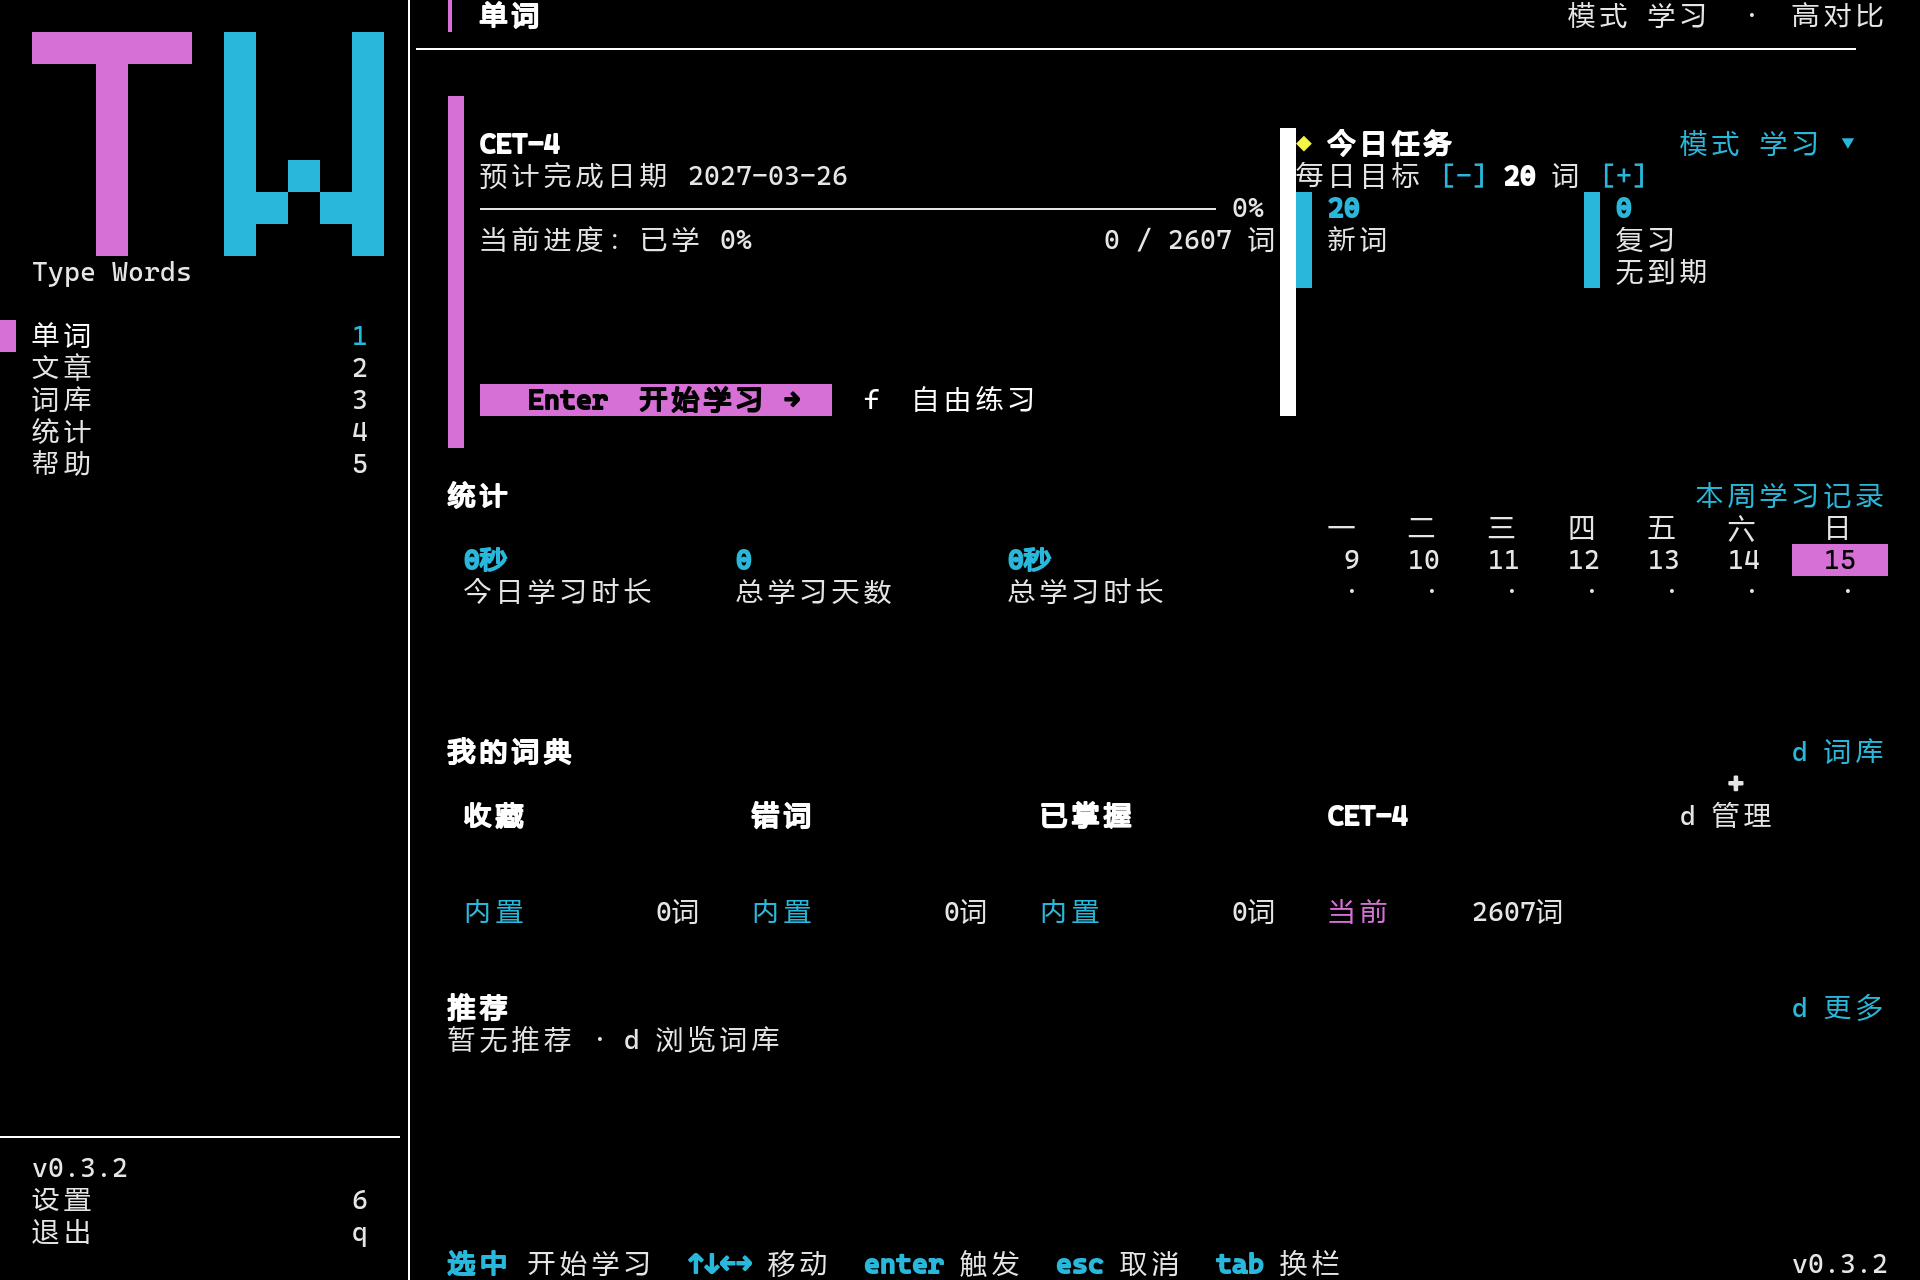 TW
Type Words
单词 1
文章 2
词库 3
统计 4
帮助 5
v0.3.2
设置 6
退出 q
单词 模式 学习 · 高对比
CET-4
预计完成日期 2027-03-26
0%
当前进度: 已学 0% 0 / 2607 词
Enter 开始学习 → f 自由练习
◆ 今日任务 模式 学习 ▼
每日目标 [-] 20 词 [+]
20 0
新词 复习
无到期
统计 本周学习记录
0秒 0 0秒
今日学习时长 总学习天数 总学习时长
一 二 三 四 五 六 日
9 10 11 12 13 14 15
· · · · · · ·
我的词典 d 词库
+
收藏 错词 已掌握 CET-4 d 管理
内置 0词 内置 0词 内置 0词 当前 2607词
推荐 d 更多
暂无推荐 · d 浏览词库
选中 开始学习 ↑↓←→ 移动 enter 触发 esc 取消 tab 换栏 v0.3.2